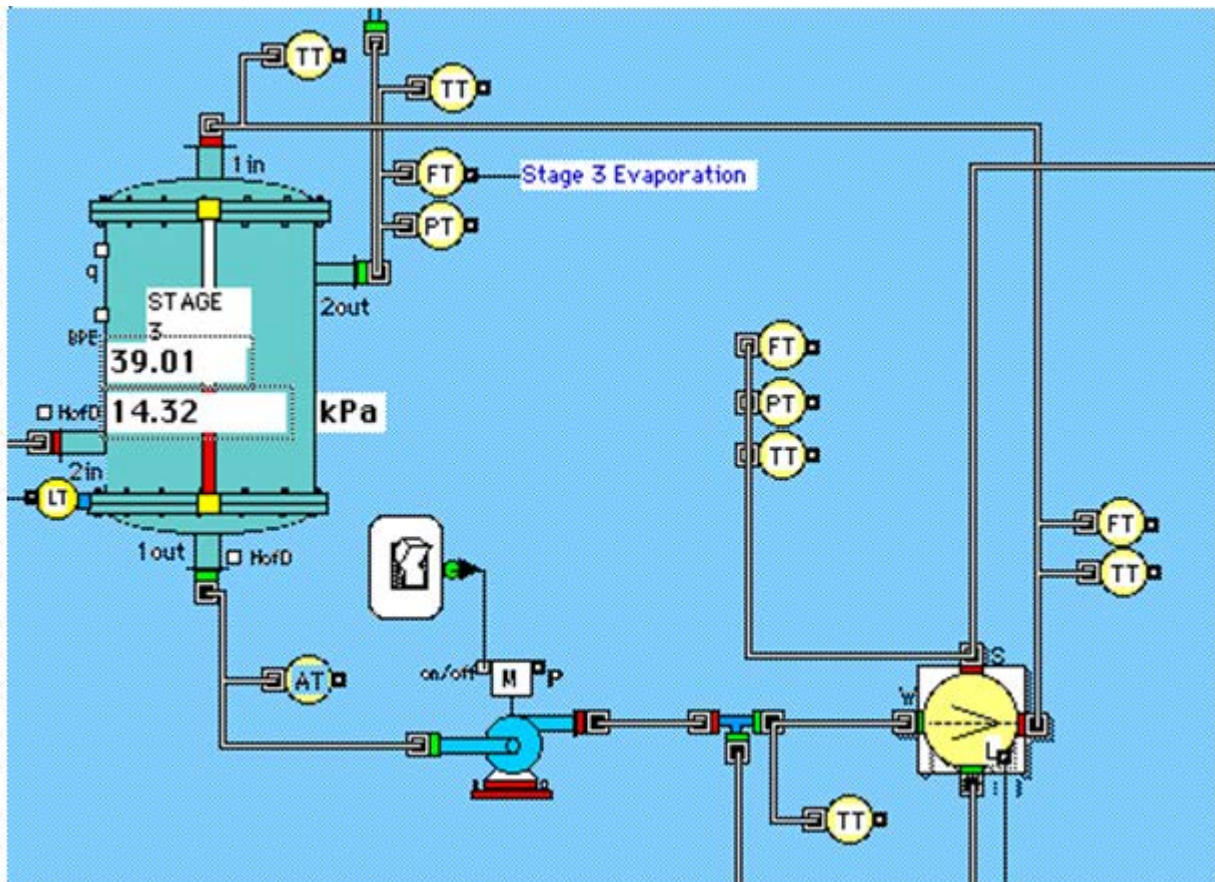 TT
TT
1in
FT
Stage 3 Evaporation
PT
q
2out
STAGE
3
BPE
39.01
FT
HofD
14.32
kPa
PT
2in
TT
LT
FT
1out
HofD
TT
on/off
M
P
S
AT
W
L
TT